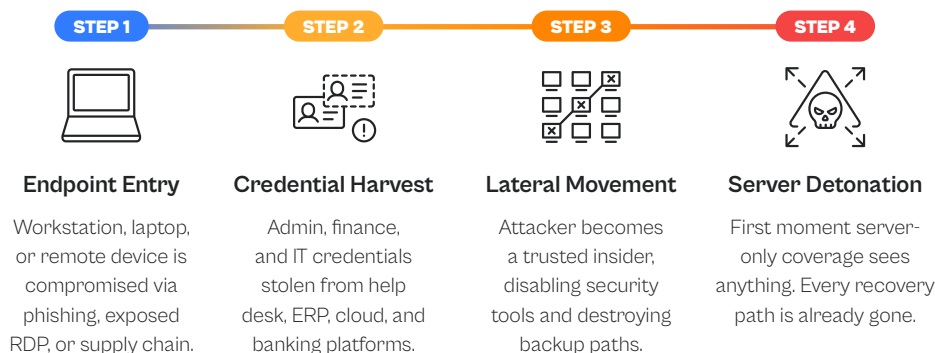 STEP 1
STEP 2
STEP 3
STEP 4
Endpoint Entry
Workstation, laptop,
or remote device is
compromised via
phishing, exposed
RDP, or supply chain.
Credential Harvest
Admin, finance,
and IT credentials
stolen from help
desk, ERP, cloud, and
banking platforms.
Lateral Movement
Attacker becomes
a trusted insider,
disabling security
tools and destroying
backup paths.
Server Detonation
First moment server-
only coverage sees
anything. Every recovery
path is already gone.